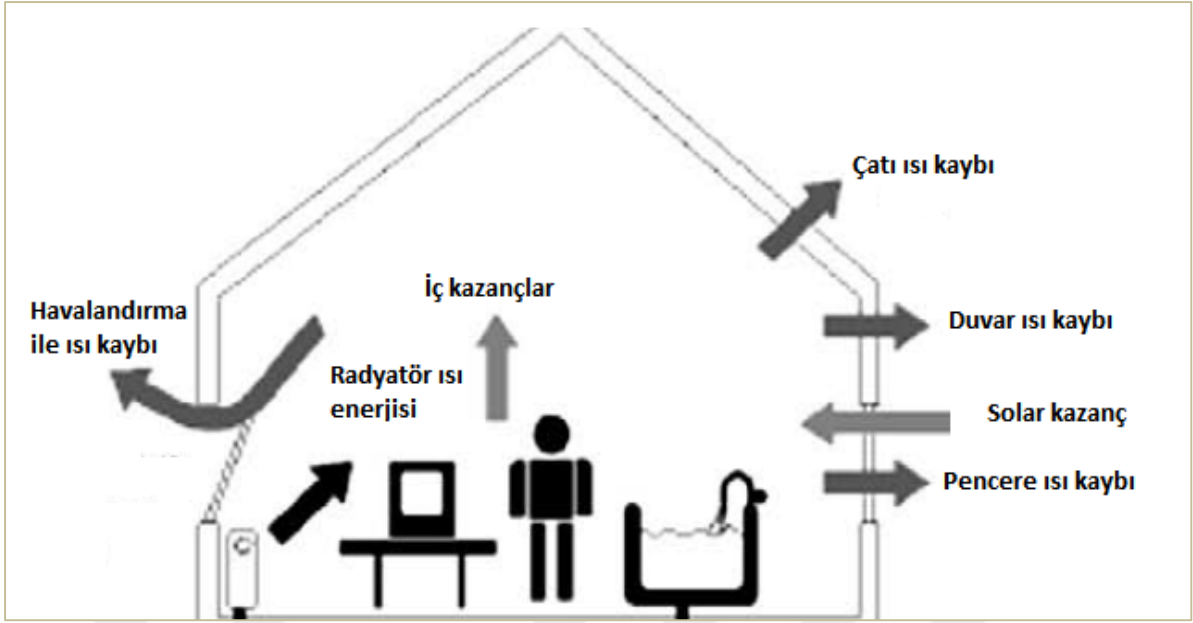 Çatı ısı kaybı
İç kazançlar
Havalandırma
ile ısı kaybı
Duvar ısı kaybı
Radyatör ısı
enerjisi
Solar kazanç
Pencere ısı kaybı